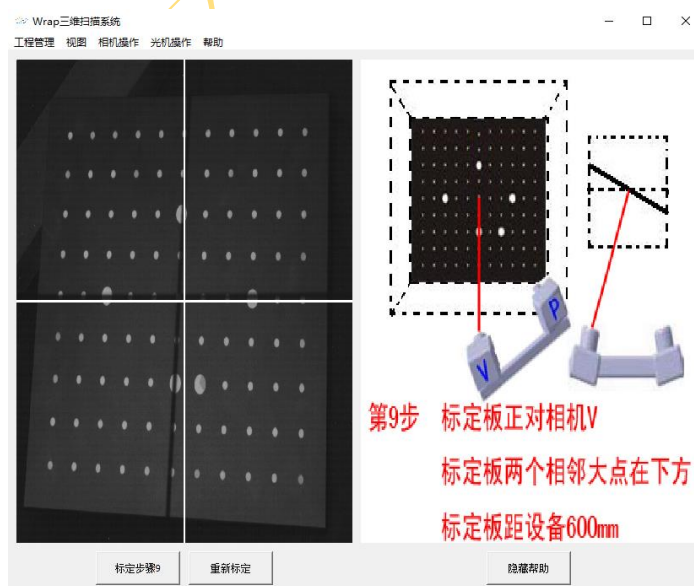 Wrap三维扫描系统
工程管理 视图 相机操作 光机操作 帮助
P
V
第9步 标定板正对相机V
标定板两个相邻大点在下方
标定板距设备600mm
标定步骤9 重新标定 隐藏帮助